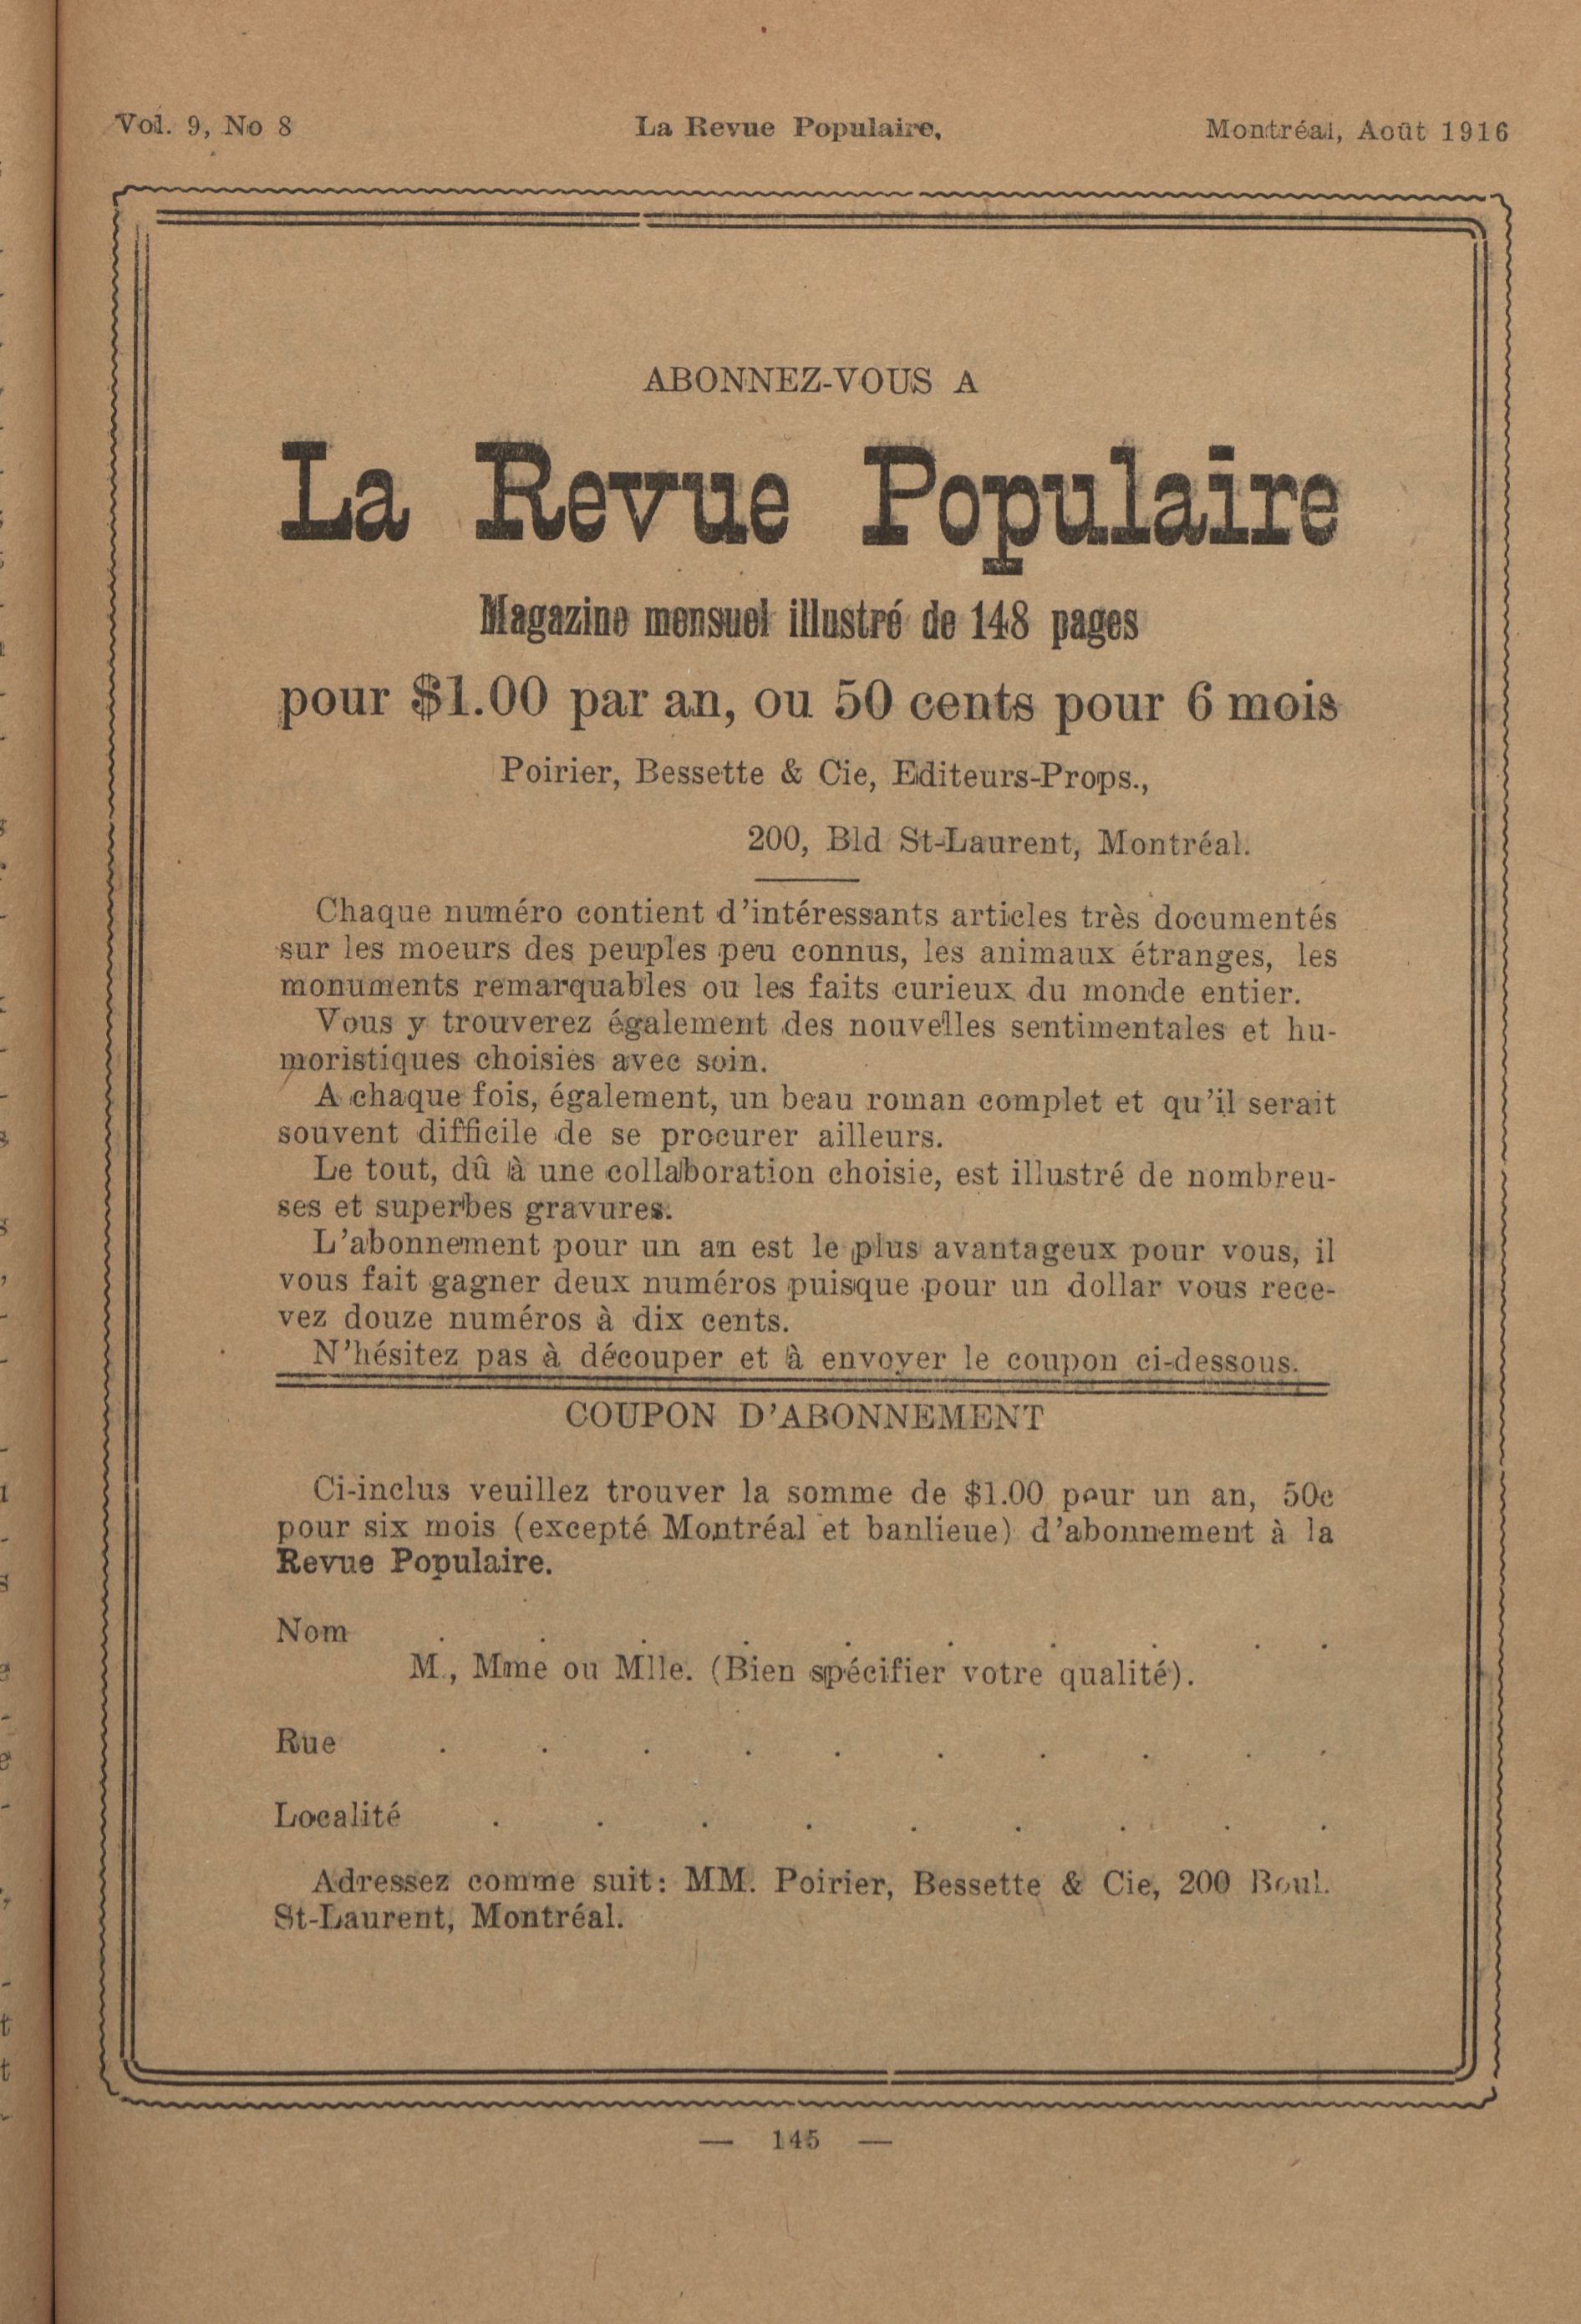 Vol. 9, No 8
La Revue Populaire,
Montréal, Août 1916
ABONNEZ-VOUS A
La Revue Populaire
Magazine mensuel illustré de 148 pages
pour $1.00 par an, ou 50 cents pour 6 mois
Poirier, Bessette & Cie, Editeurs-Props.,
200, Bld St-Laurent, Montréal.
Chaque numéro contient d'intéressants articles très documentés
sur les moeurs des peuples peu connus, les animaux étranges, les
monuments remarquables ou les faits curieux du monde entier.
Vous y trouverez également des nouvelles sentimentales et hu-
moristiques choisies avec soin.
A chaque fois, également, un beau roman complet et qu'il serait
souvent difficile de se procurer ailleurs.
Le tout, dû à une collaboration choisie, est illustré de nombreu-
ses et superbes gravures.
L'abonnement pour un an est le plus avantageux pour vous, il
vous fait gagner deux numéros puisque pour un dollar vous rece-
vez douze numéros à dix cents.
N'hésitez pas à découper et à envoyer le coupon ci-dessous.
COUPON D'ABONNEMENT
Ci-inclus veuillez trouver la somme de $1.00 pour un an, 50c
pour six mois (excepté Montréal et banlieue) d'abonnement à la
Revue Populaire.
Nom . . . . . . . . . .
M., Mme ou Mlle. (Bien spécifier votre qualité).
Rue . . . . . . . . . .
Localité . . . . . . . . .
Adressez comme suit: MM. Poirier, Bessette & Cie, 200 Boul.
St-Laurent, Montréal.
— 145 —